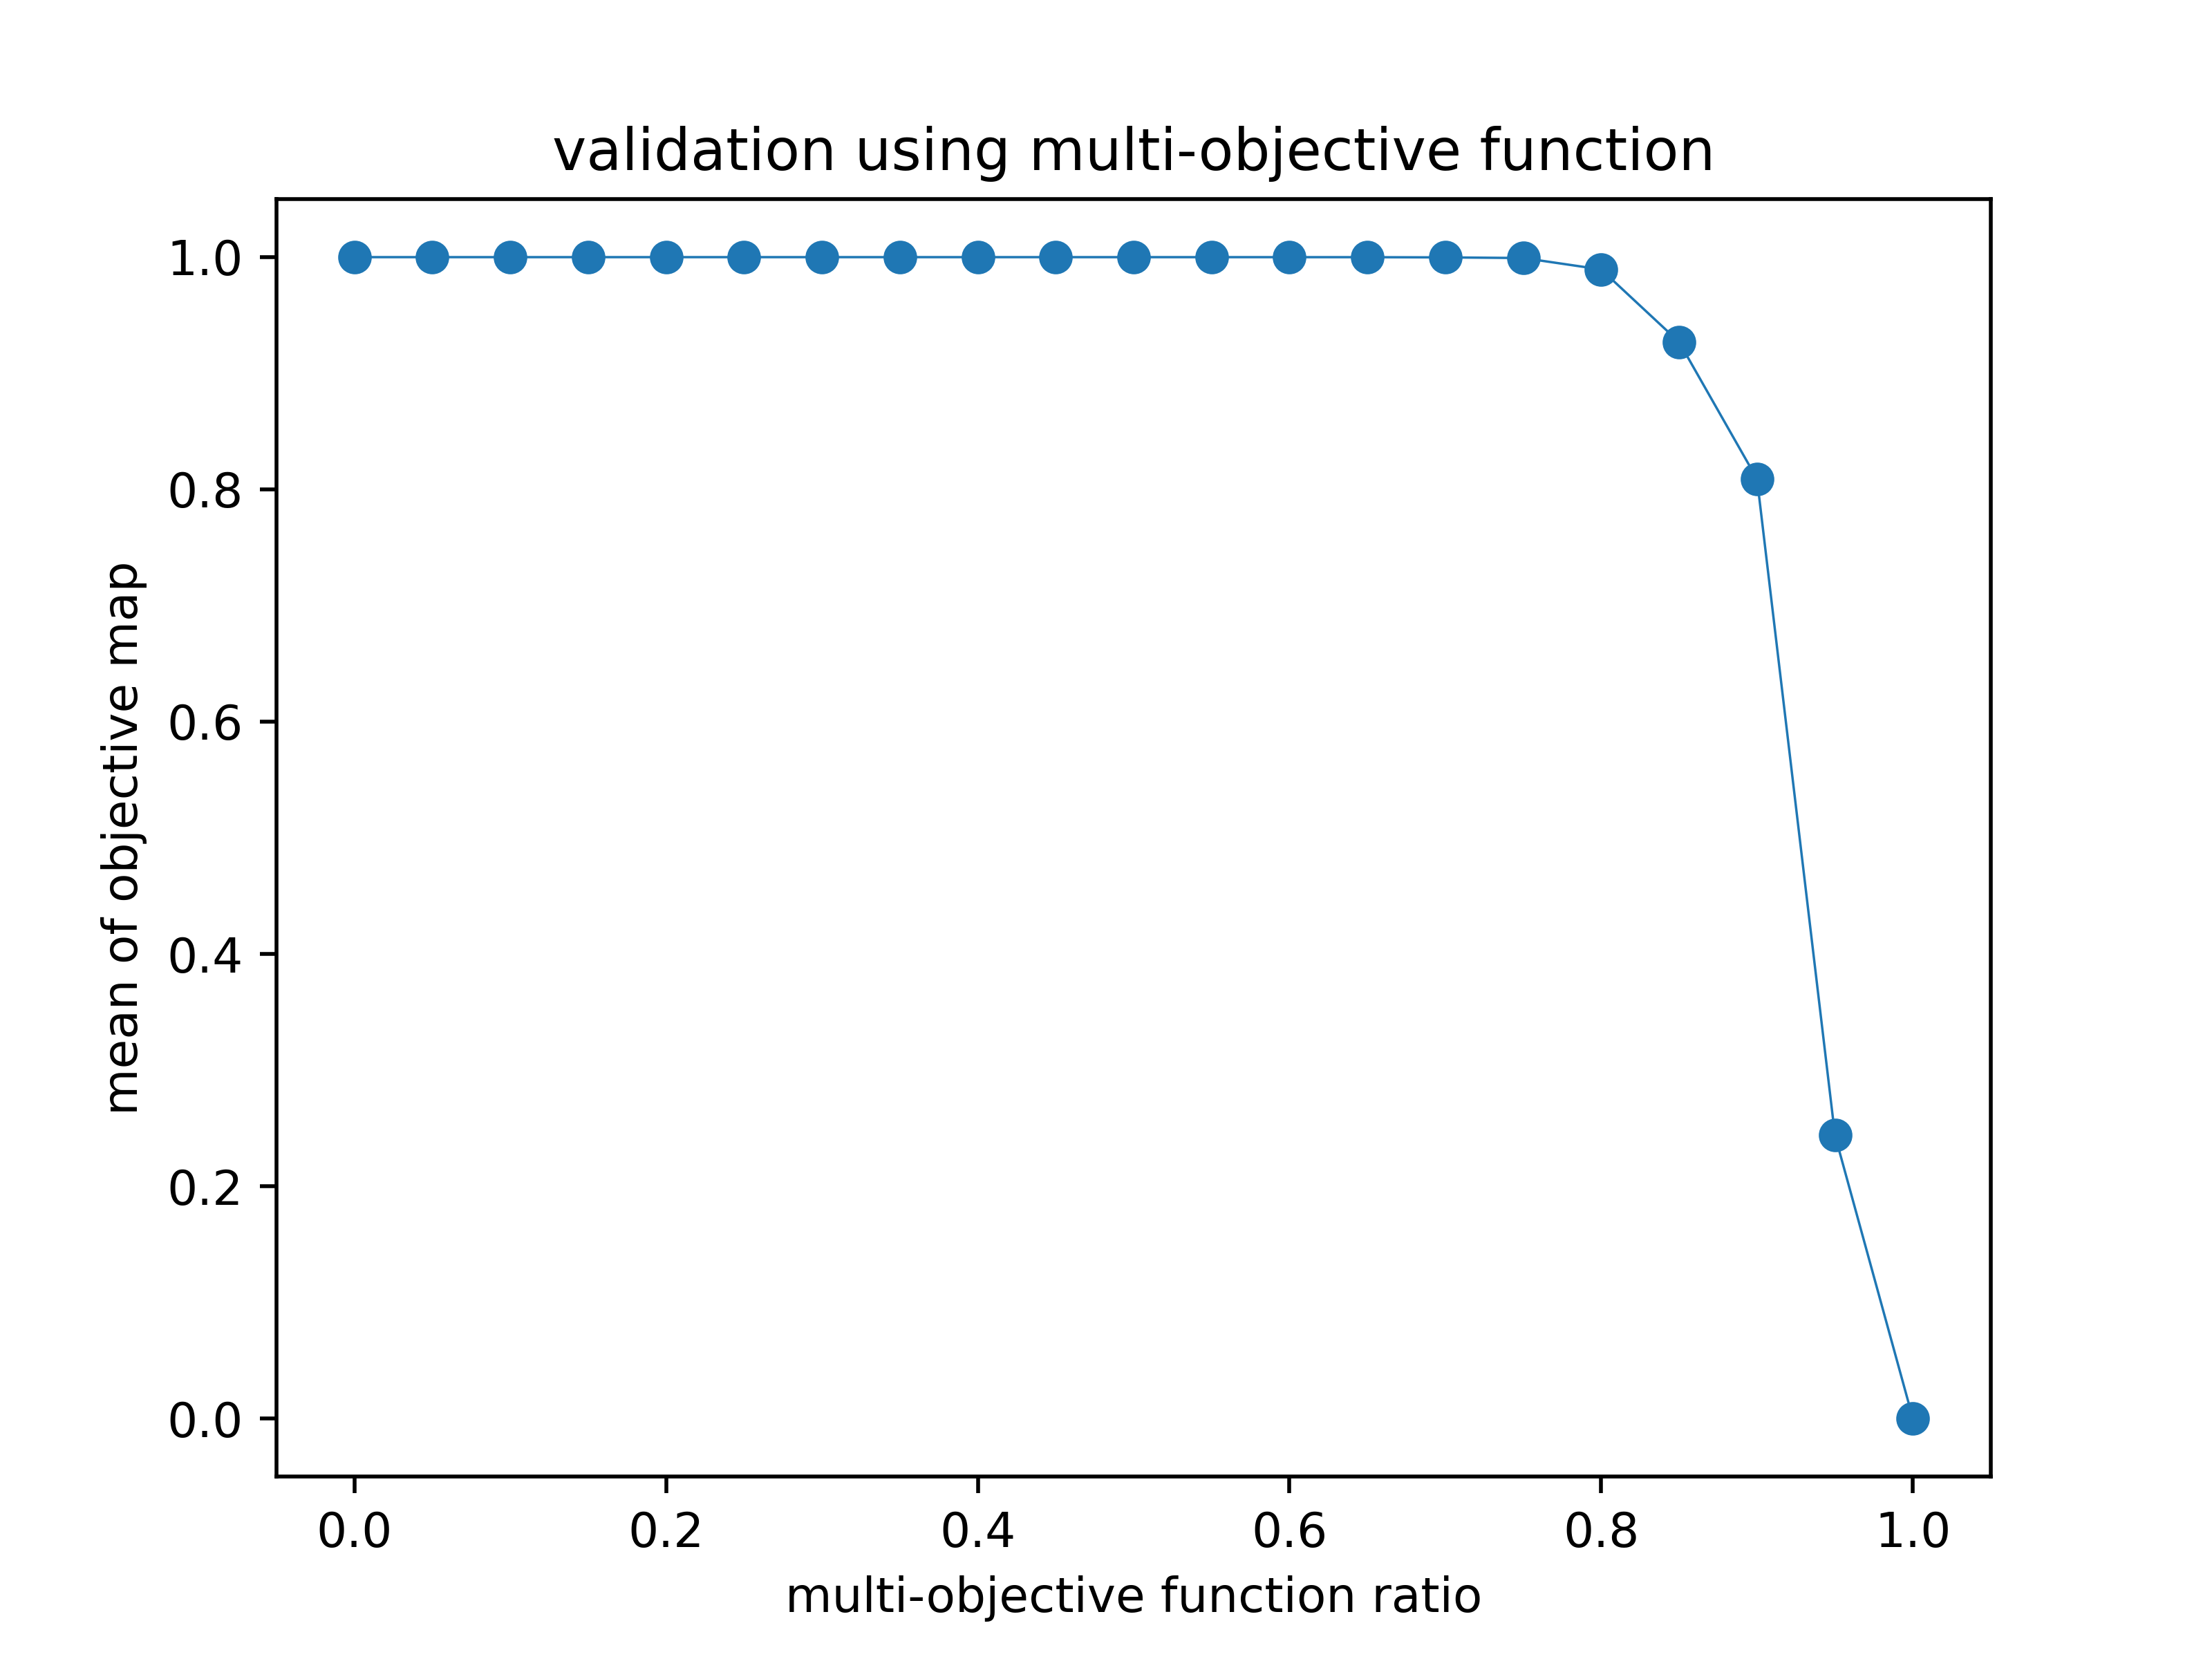 validation using multi-objective function
1.0
0.8
0.6
0.4
0.2
0.0
mean of objective map
0.0 0.2 0.4 0.6 0.8 1.0
multi-objective function ratio